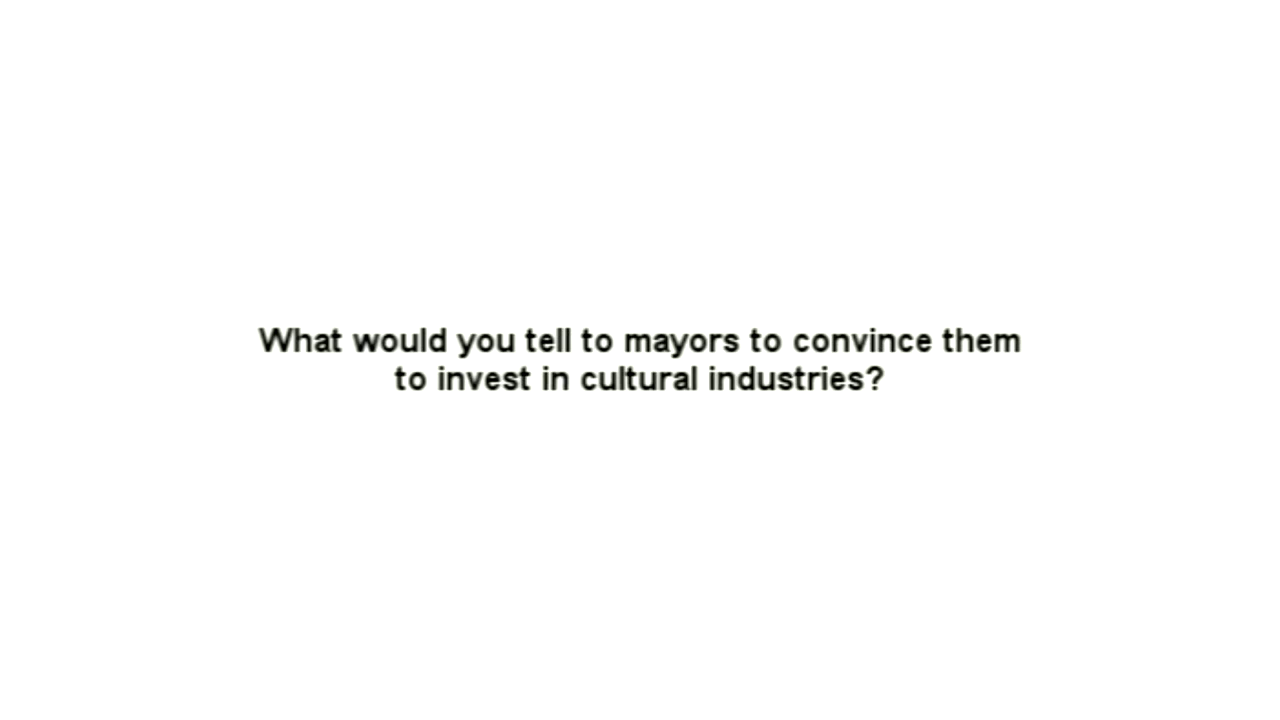 What would you tell to mayors to convince them
to invest in cultural industries?